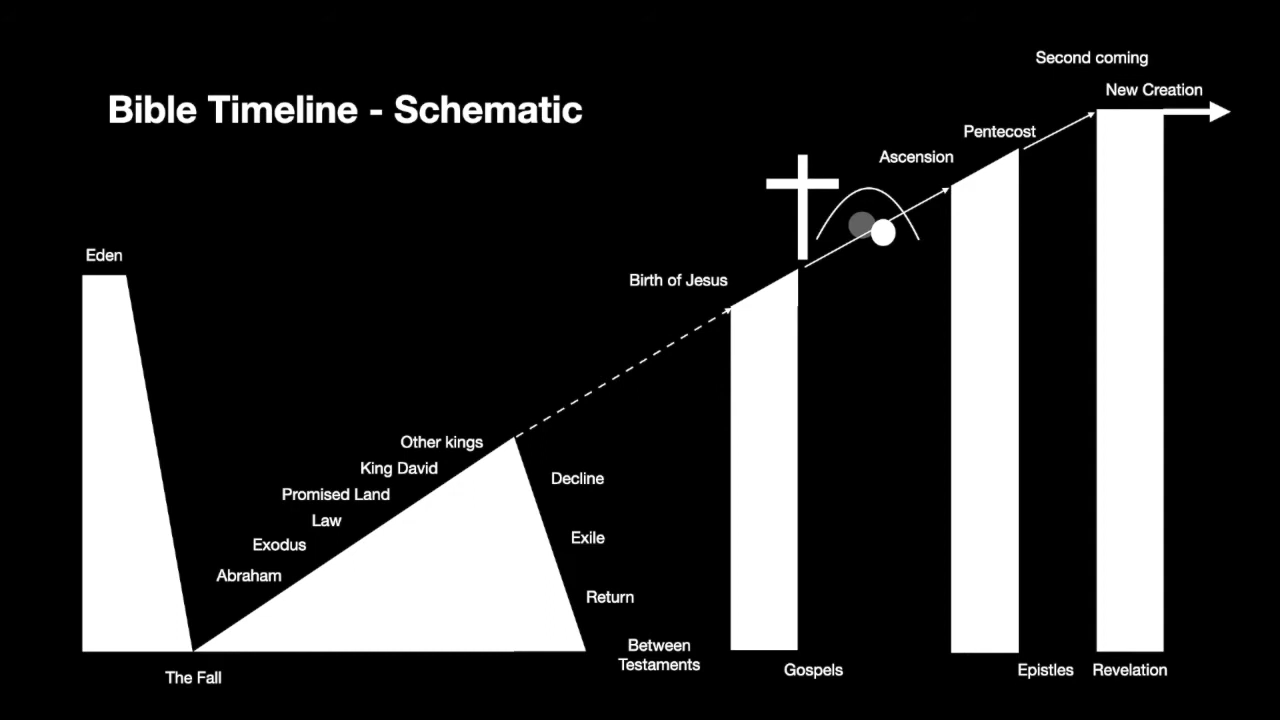 Bible Timeline - Schematic
Eden
The Fall
Abraham
Exodus
Law
Promised Land
King David
Other kings
Decline
Exile
Return
Between
Testaments
Birth of Jesus
Gospels
Ascension
Pentecost
Epistles
Second coming
New Creation
Revelation